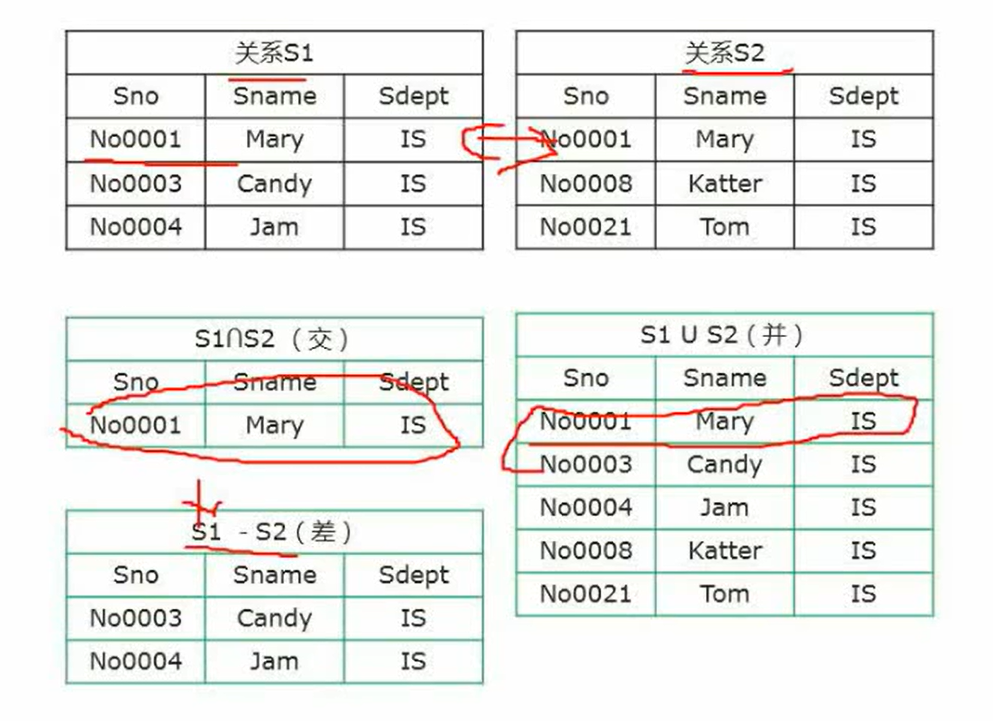 关系S1
Sno Sname Sdept
No0001 Mary IS
No0003 Candy IS
No0004 Jam IS
关系S2
Sno Sname Sdept
No0001 Mary IS
No0008 Katter IS
No0021 Tom IS
S1∩S2（交）
Sno Sname Sdept
No0001 Mary IS
S1 - S2（差）
Sno Sname Sdept
No0003 Candy IS
No0004 Jam IS
S1 U S2（并）
Sno Sname Sdept
No0001 Mary IS
No0003 Candy IS
No0004 Jam IS
No0008 Katter IS
No0021 Tom IS